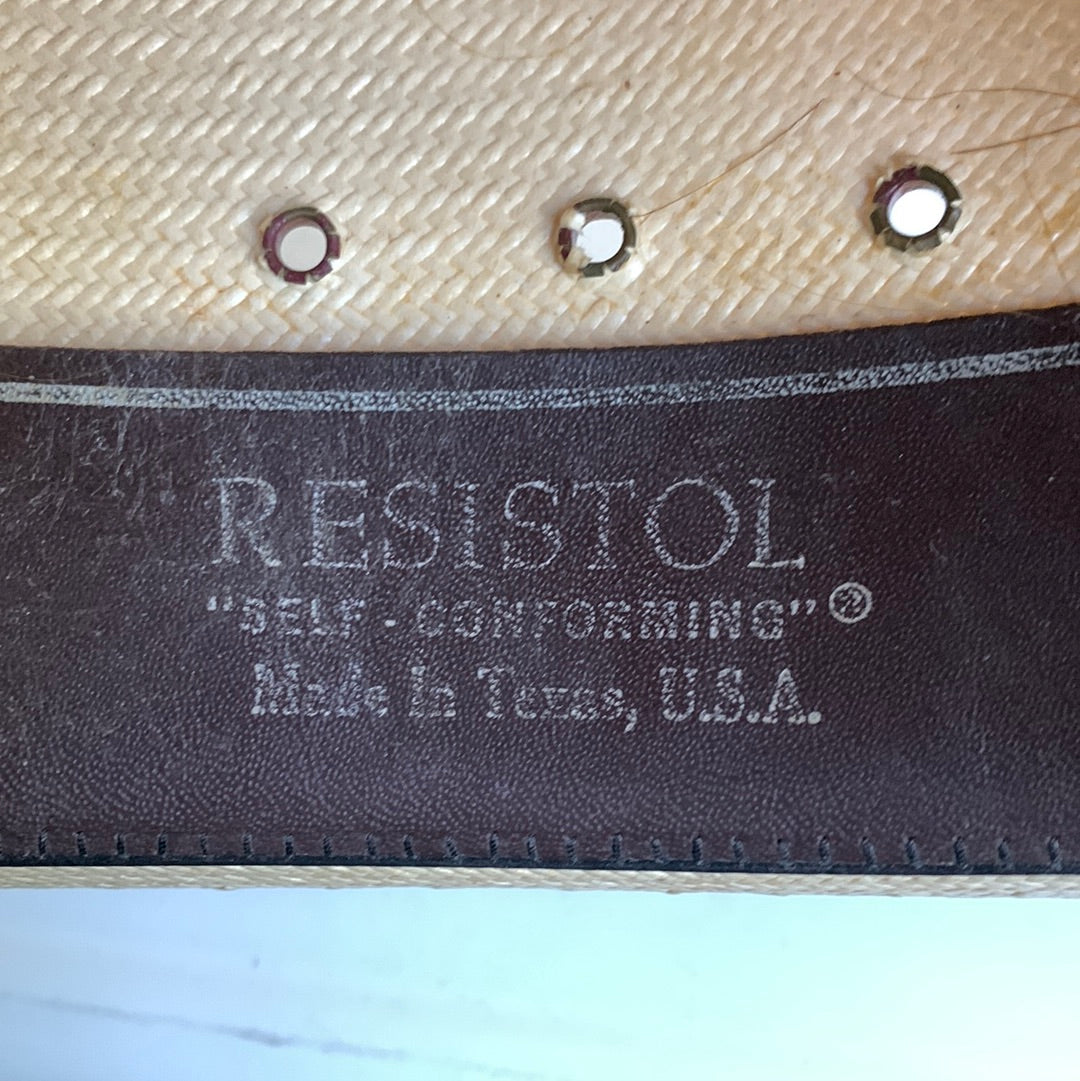 RESISTOL
"SELF-CONFORMING"®
Made In Texas, U.S.A.